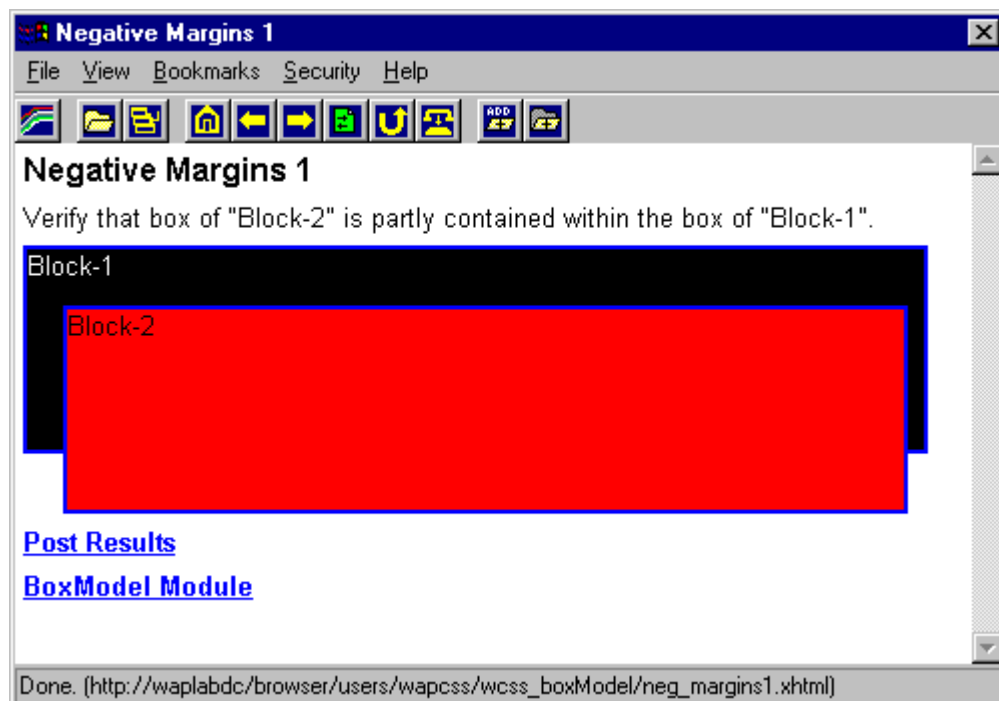 Negative Margins 1
File View Bookmarks Security Help
ADD
Negative Margins 1
Verify that box of "Block-2" is partly contained within the box of "Block-1".
Block-1
Block-2
Post Results
BoxModel Module
Done. (http://waplabdc/browser/users/wapcss/wcss_boxModel/neg_margins1.xhtml)